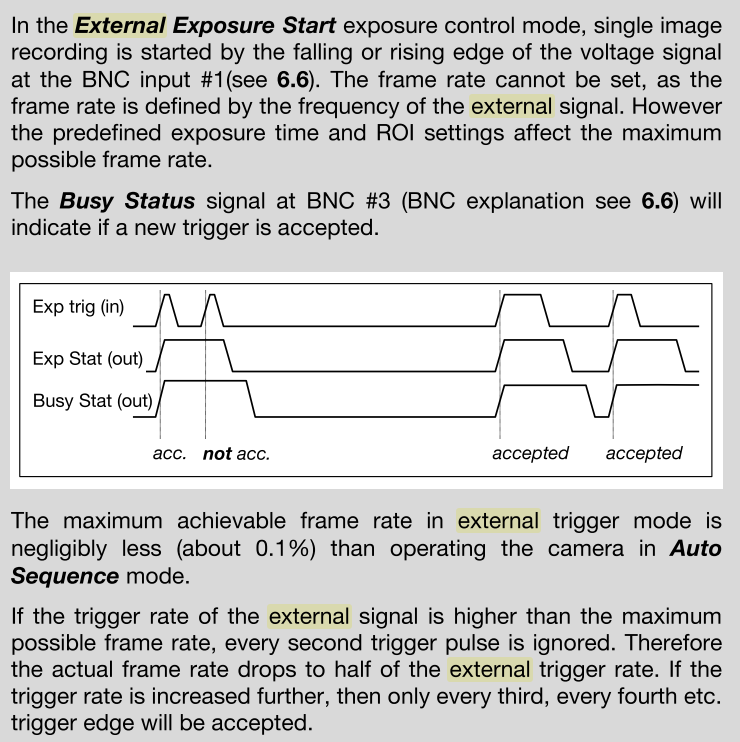 In the External Exposure Start exposure control mode, single image
recording is started by the falling or rising edge of the voltage signal
at the BNC input #1(see 6.6). The frame rate cannot be set, as the
frame rate is defined by the frequency of the external signal. However
the predefined exposure time and ROI settings affect the maximum
possible frame rate.
The Busy Status signal at BNC #3 (BNC explanation see 6.6) will
indicate if a new trigger is accepted.
Exp trig (in)
Exp Stat (out)
Busy Stat (out)
acc. not acc. accepted accepted
The maximum achievable frame rate in external trigger mode is
negligibly less (about 0.1%) than operating the camera in Auto
Sequence mode.
If the trigger rate of the external signal is higher than the maximum
possible frame rate, every second trigger pulse is ignored. Therefore
the actual frame rate drops to half of the external trigger rate. If the
trigger rate is increased further, then only every third, every fourth etc.
trigger edge will be accepted.